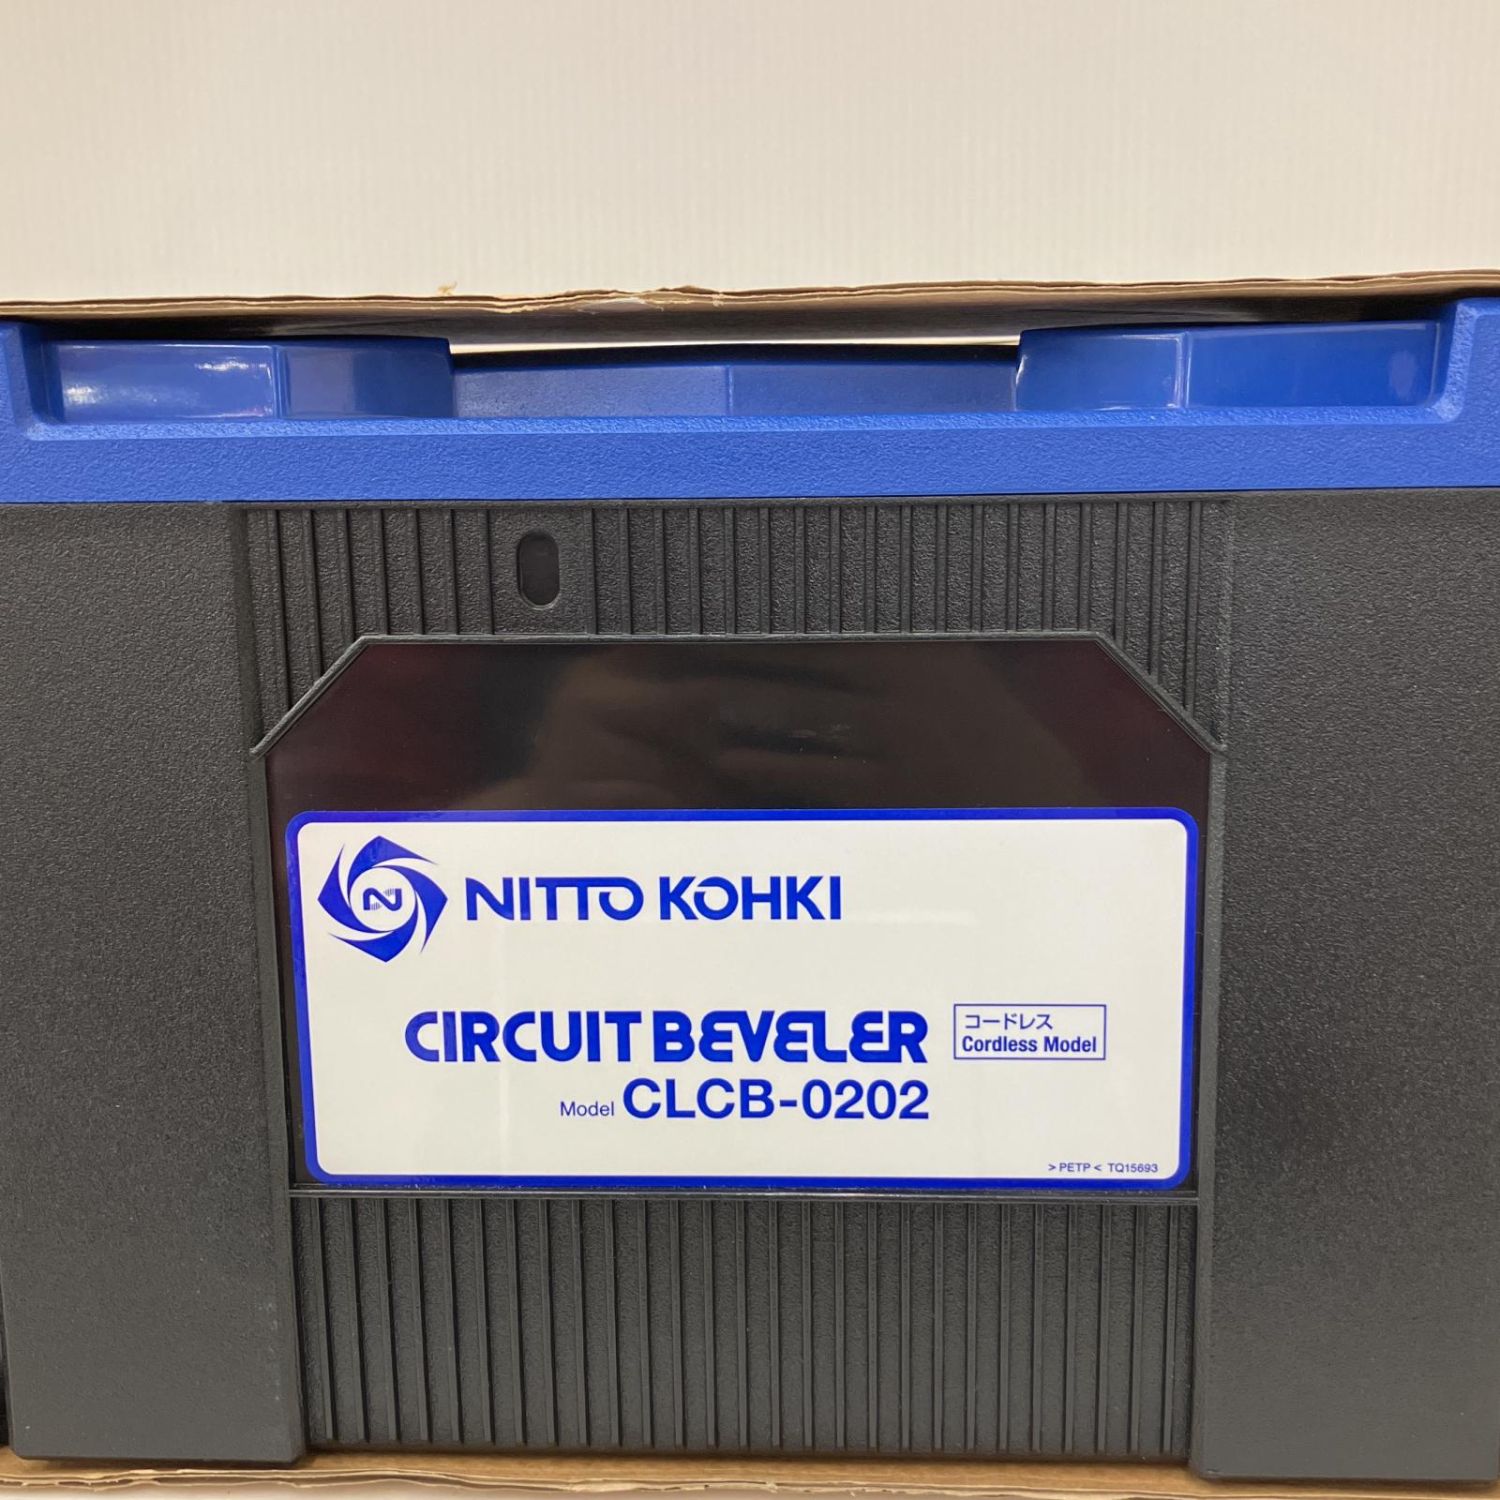 N NITTO KOHKI
CIRCUIT BEVELER
コードレス
Cordless Model
Model CLCB-0202
>PETP< TQ15693